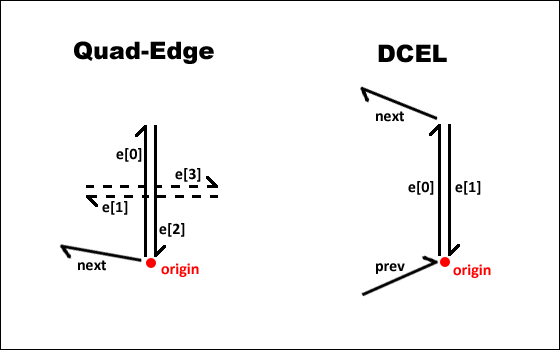 Quad-Edge
e[0]
e[3]
e[1]
e[2]
next
origin
DCEL
next
e[0]
e[1]
prev
origin